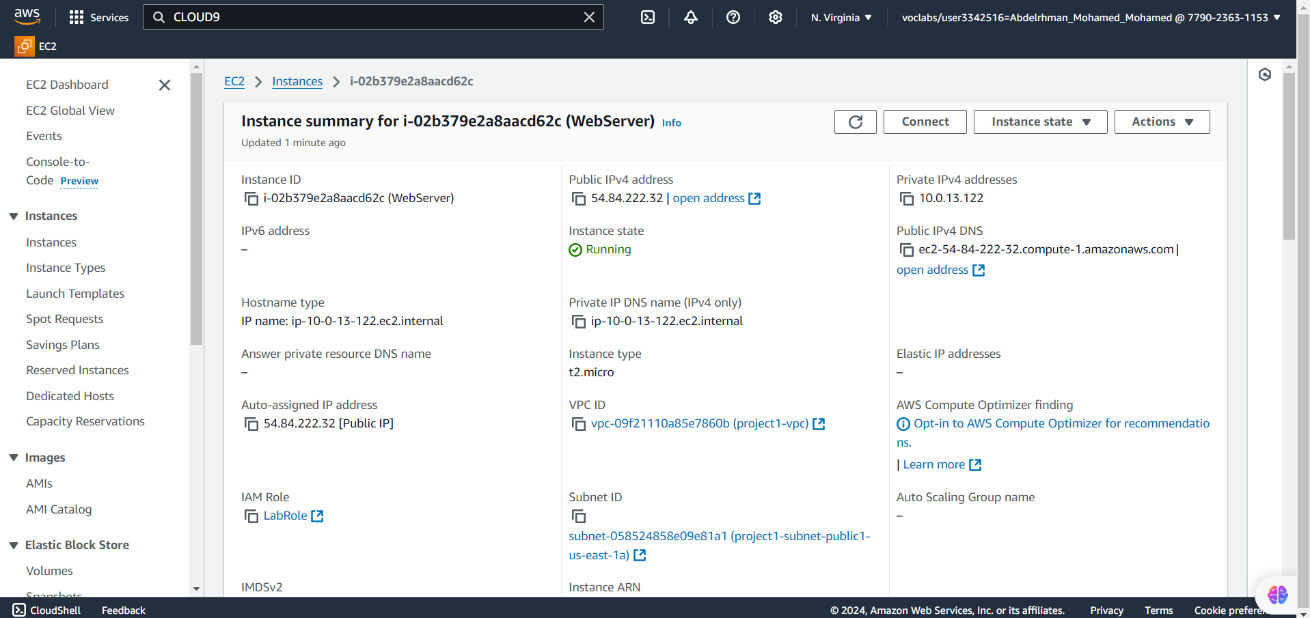 aws
Services
CLOUD9
N. Virginia
voclabs/user3342516=Abdelrhman_Mohamed_Mohamed @ 7790-2363-1153
EC2
EC2 Dashboard
EC2 Global View
Events
Console-to-
Code Preview
Instances
Instances
Instance Types
Launch Templates
Spot Requests
Savings Plans
Reserved Instances
Dedicated Hosts
Capacity Reservations
Images
AMIs
AMI Catalog
Elastic Block Store
Volumes
Snapshots
EC2 > Instances > i-02b379e2a8aacd62c
Instance summary for i-02b379e2a8aacd62c (WebServer) Info
Updated 1 minute ago
Connect
Instance state
Actions
Instance ID
i-02b379e2a8aacd62c (WebServer)
Public IPv4 address
54.84.222.32 | open address
Private IPv4 addresses
10.0.13.122
IPv6 address
–
Instance state
Running
Public IPv4 DNS
ec2-54-84-222-32.compute-1.amazonaws.com |
open address
Hostname type
IP name: ip-10-0-13-122.ec2.internal
Private IP DNS name (IPv4 only)
ip-10-0-13-122.ec2.internal
Answer private resource DNS name
–
Instance type
t2.micro
Elastic IP addresses
–
Auto-assigned IP address
54.84.222.32 [Public IP]
VPC ID
vpc-09f21110a85e7860b (project1-vpc)
AWS Compute Optimizer finding
Opt-in to AWS Compute Optimizer for recommendatio
ns.
| Learn more
IAM Role
LabRole
Subnet ID
subnet-058524858e09e81a1 (project1-subnet-public1-
us-east-1a)
Auto Scaling Group name
–
IMDSv2
Instance ARN
CloudShell
Feedback
© 2024, Amazon Web Services, Inc. or its affiliates.
Privacy
Terms
Cookie prefere